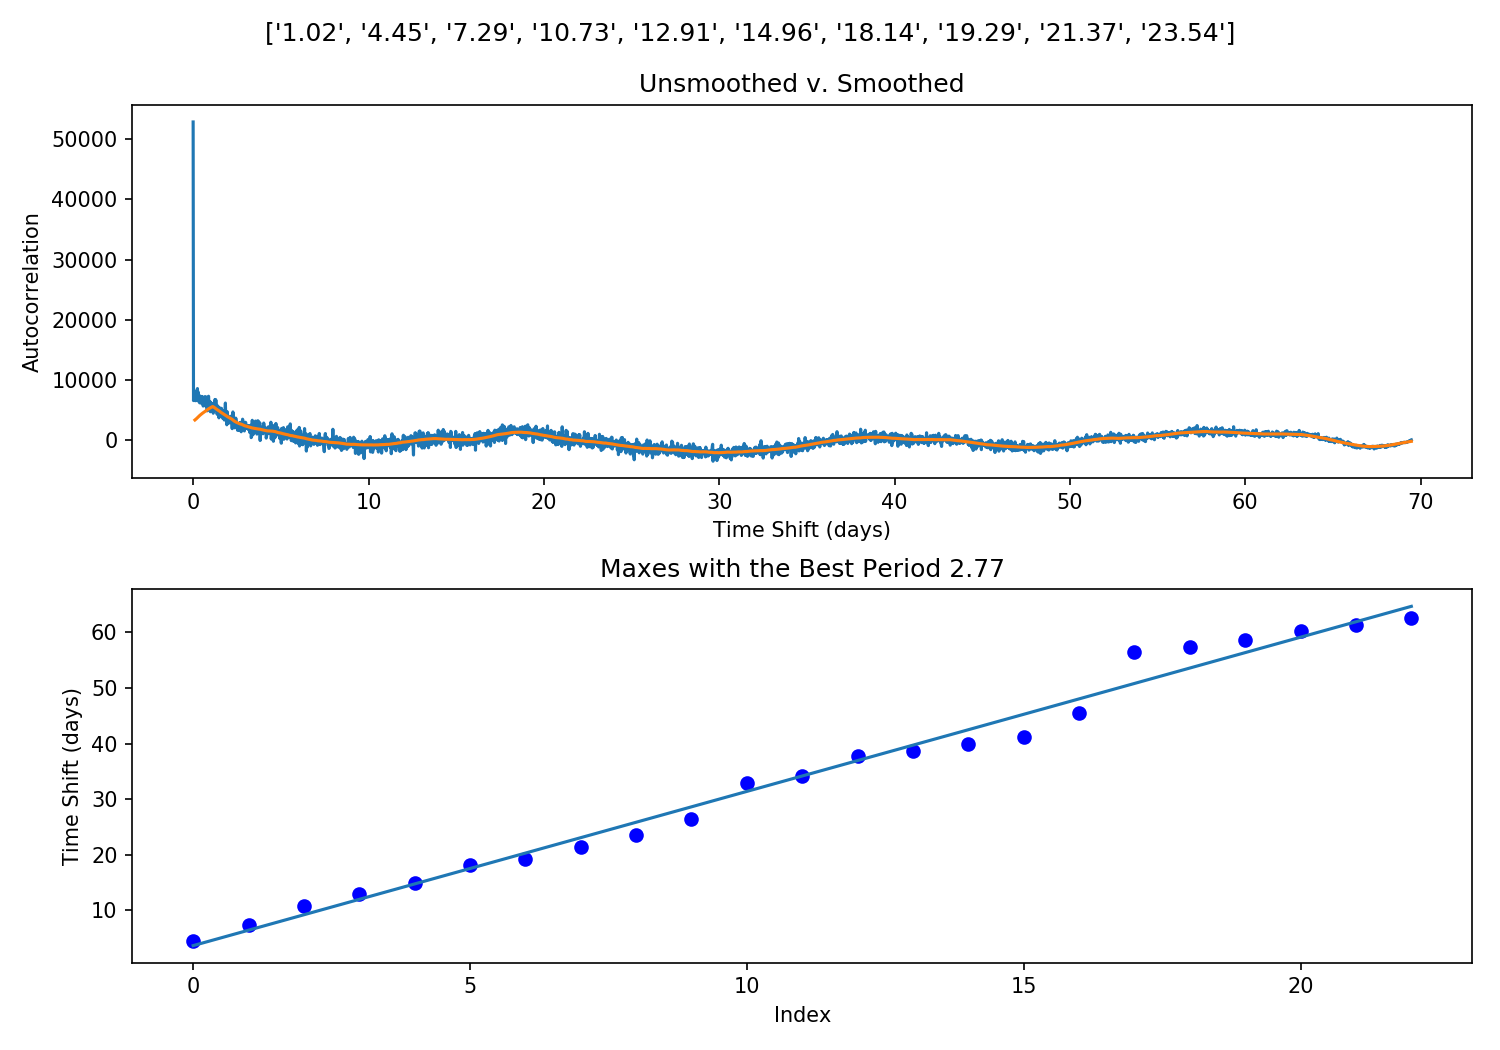 ['1.02', '4.45', '7.29', '10.73', '12.91', '14.96', '18.14', '19.29', '21.37', '23.54']
Unsmoothed v. Smoothed
Autocorrelation
50000
40000
30000
20000
10000
0
0 10 20 30 40 50 60 70
Time Shift (days)
Maxes with the Best Period 2.77
Time Shift (days)
60
50
40
30
20
10
0 5 10 15 20
Index